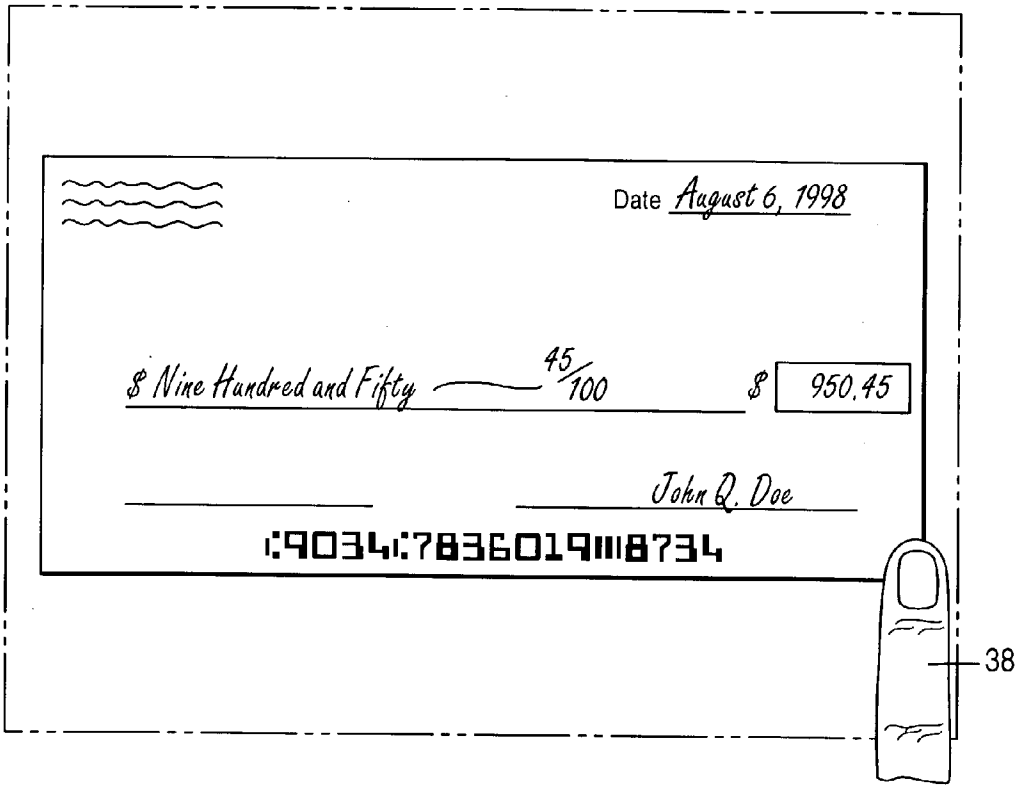 Date August 6, 1998
$ Nine Hundred and Fifty 45/100 $ 950.45
John Q. Doe
⑆9034⑆7836019⑈8734
38